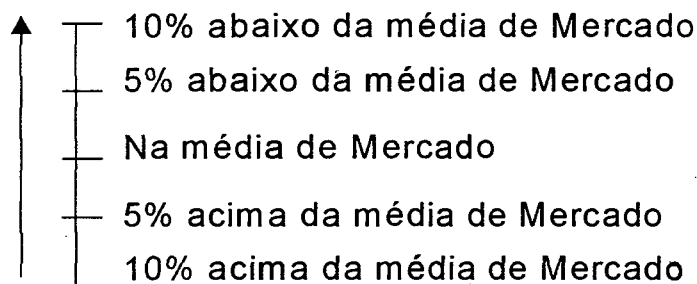 10% abaixo da média de Mercado
5% abaixo da média de Mercado
Na média de Mercado
5% acima da média de Mercado
10% acima da média de Mercado